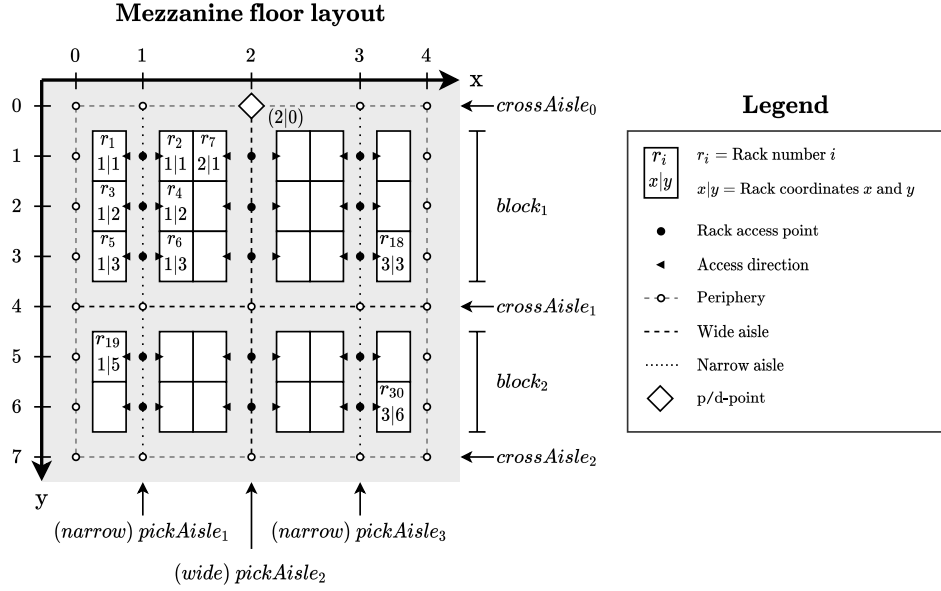 Mezzanine floor layout
0 1 2 3 4
x
0
(2|0)
crossAisle₀
r₁ r₂ r₇
1 1|1 1|1 2|1
r₃ r₄
2 1|2 1|2
block₁
r₅ r₆ r₁₈
3 1|3 1|3 3|3
4
crossAisle₁
r₁₉
5 1|5
block₂
r₃₀
6 3|6
7
crossAisle₂
y
(narrow) pickAisle₁
(narrow) pickAisle₃
(wide) pickAisle₂
Legend
rᵢ
x|y
rᵢ = Rack number i
x|y = Rack coordinates x and y
Rack access point
Access direction
Periphery
Wide aisle
Narrow aisle
p/d-point